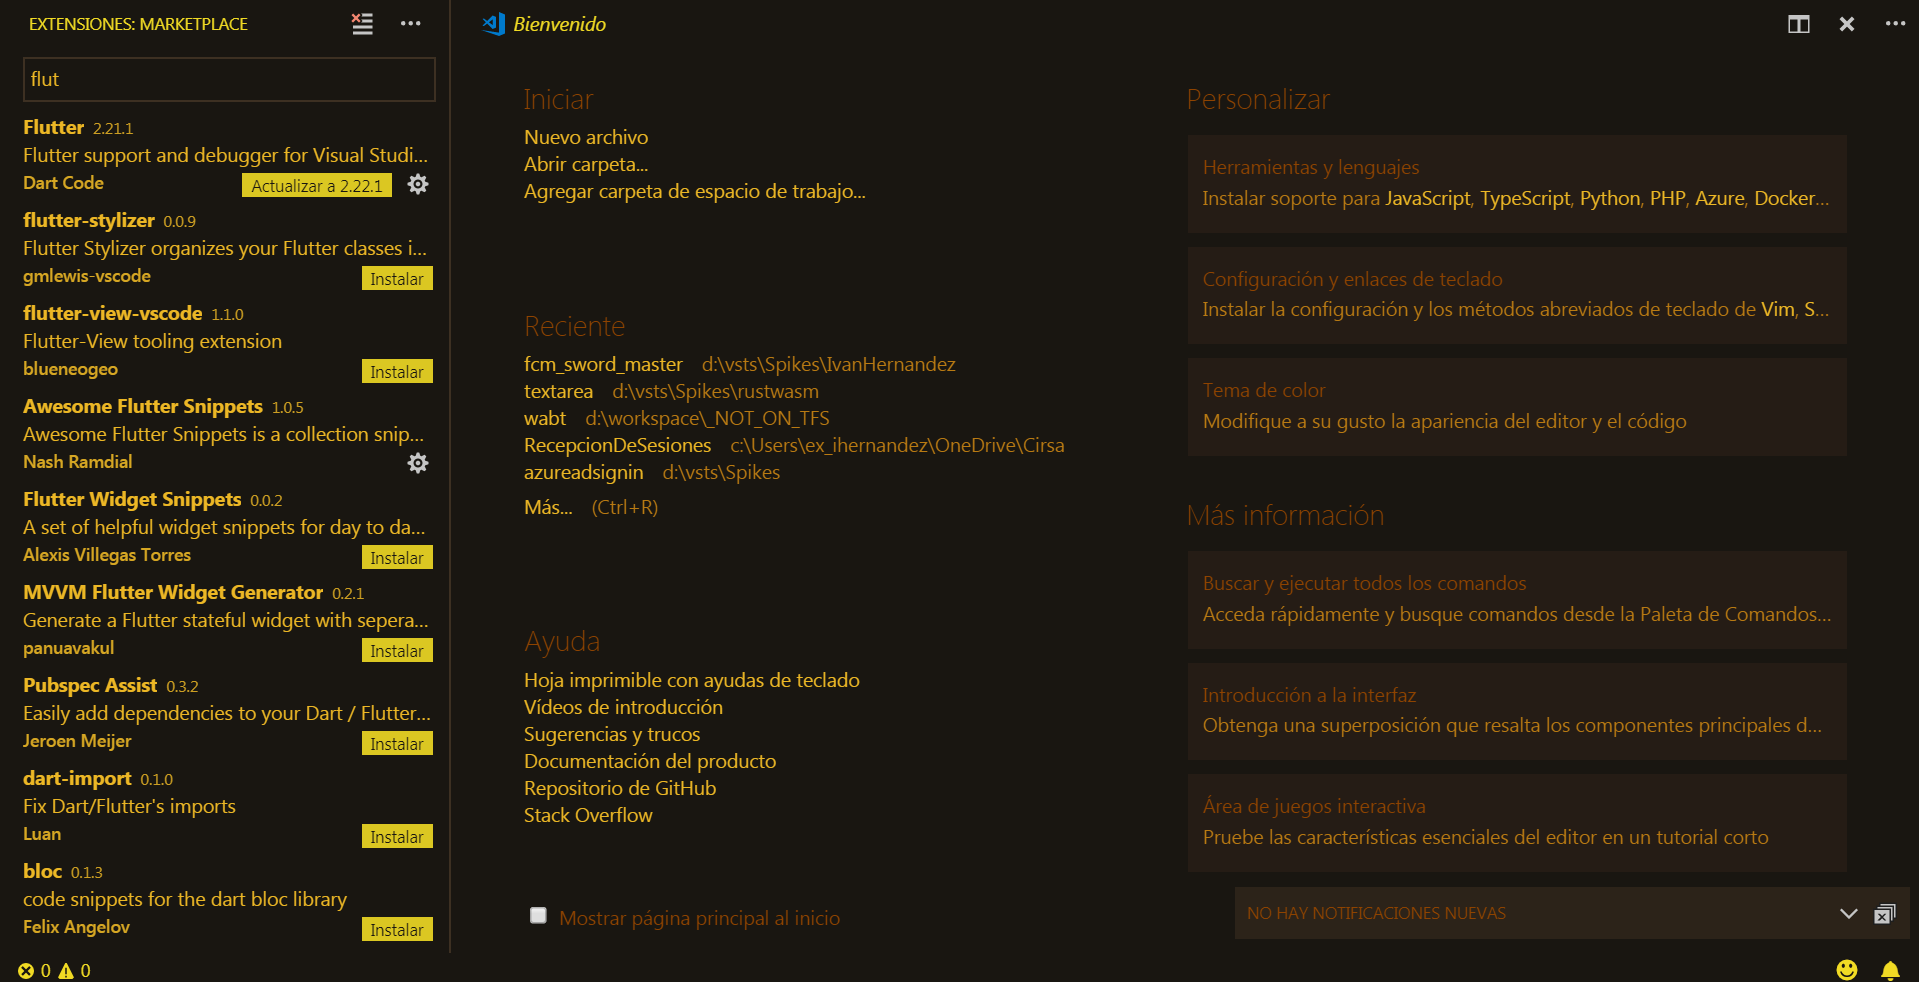 EXTENSIONES: MARKETPLACE
flut
Flutter 2.21.1
Flutter support and debugger for Visual Studi...
Dart Code
Actualizar a 2.22.1
flutter-stylizer 0.0.9
Flutter Stylizer organizes your Flutter classes i...
gmlewis-vscode
Instalar
flutter-view-vscode 1.1.0
Flutter-View tooling extension
blueneogeo
Instalar
Awesome Flutter Snippets 1.0.5
Awesome Flutter Snippets is a collection snip...
Nash Ramdial
Flutter Widget Snippets 0.0.2
A set of helpful widget snippets for day to da...
Alexis Villegas Torres
Instalar
MVVM Flutter Widget Generator 0.2.1
Generate a Flutter stateful widget with sepera...
panuavakul
Instalar
Pubspec Assist 0.3.2
Easily add dependencies to your Dart / Flutter...
Jeroen Meijer
Instalar
dart-import 0.1.0
Fix Dart/Flutter's imports
Luan
Instalar
bloc 0.1.3
code snippets for the dart bloc library
Felix Angelov
Instalar
0 0
Bienvenido
Iniciar
Nuevo archivo
Abrir carpeta...
Agregar carpeta de espacio de trabajo...
Reciente
fcm_sword_master d:\vsts\Spikes\IvanHernandez
textarea d:\vsts\Spikes\rustwasm
wabt d:\workspace\_NOT_ON_TFS
RecepcionDeSesiones c:\Users\ex_ihernandez\OneDrive\Cirsa
azureadsignin d:\vsts\Spikes
Más... (Ctrl+R)
Ayuda
Hoja imprimible con ayudas de teclado
Vídeos de introducción
Sugerencias y trucos
Documentación del producto
Repositorio de GitHub
Stack Overflow
Mostrar página principal al inicio
Personalizar
Herramientas y lenguajes
Instalar soporte para JavaScript, TypeScript, Python, PHP, Azure, Docker...
Configuración y enlaces de teclado
Instalar la configuración y los métodos abreviados de teclado de Vim, S...
Tema de color
Modifique a su gusto la apariencia del editor y el código
Más información
Buscar y ejecutar todos los comandos
Acceda rápidamente y busque comandos desde la Paleta de Comandos...
Introducción a la interfaz
Obtenga una superposición que resalta los componentes principales d...
Área de juegos interactiva
Pruebe las características esenciales del editor en un tutorial corto
NO HAY NOTIFICACIONES NUEVAS